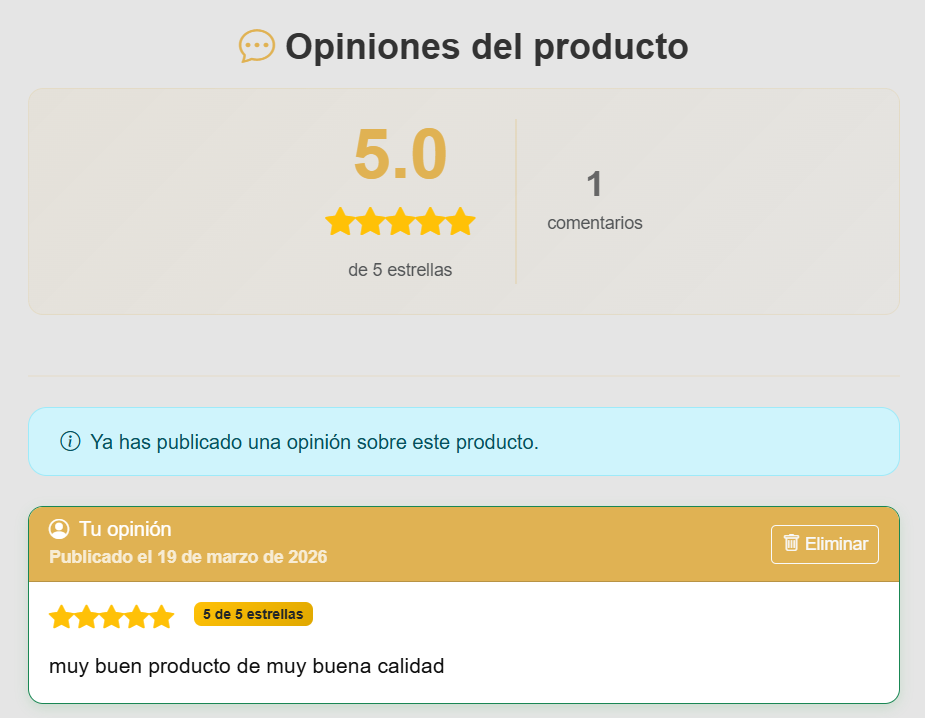 Opiniones del producto
5.0
de 5 estrellas
1
comentarios
Ya has publicado una opinión sobre este producto.
Tu opinión
Publicado el 19 de marzo de 2026
Eliminar
5 de 5 estrellas
muy buen producto de muy buena calidad